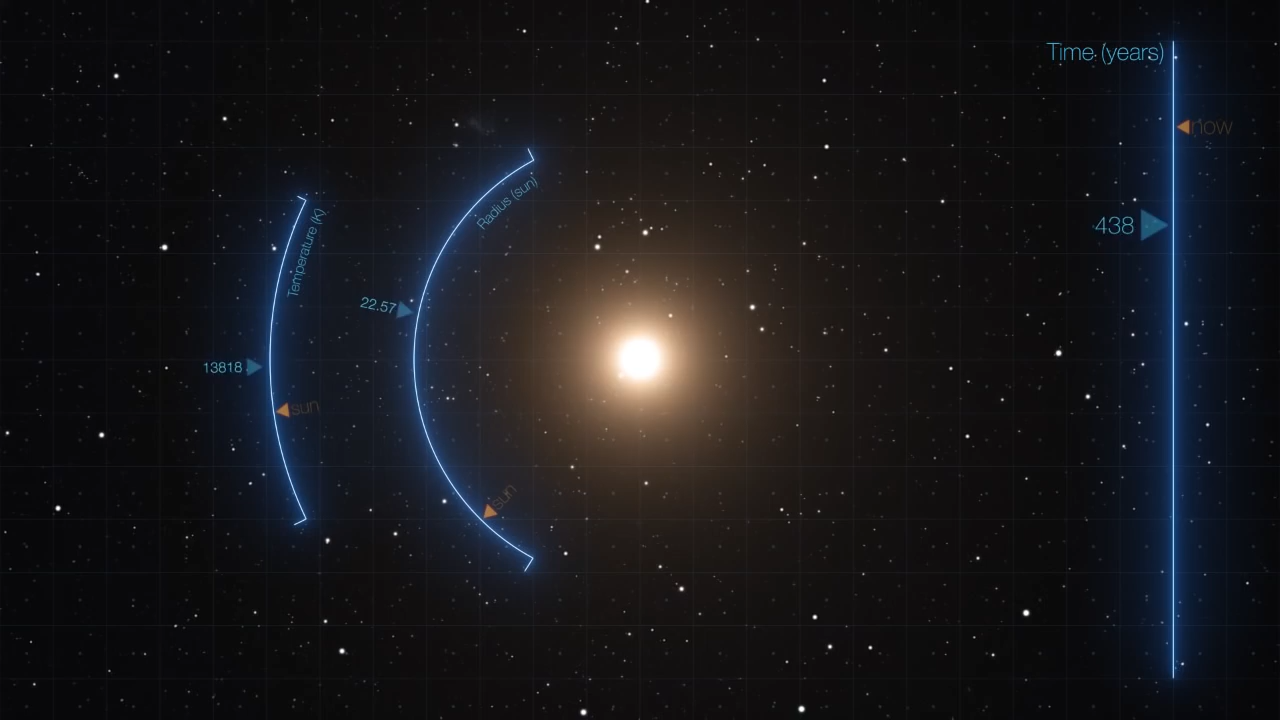 Time (years)
now
438
Radius (sun)
22.57
sun
Temperature (K)
13818
sun